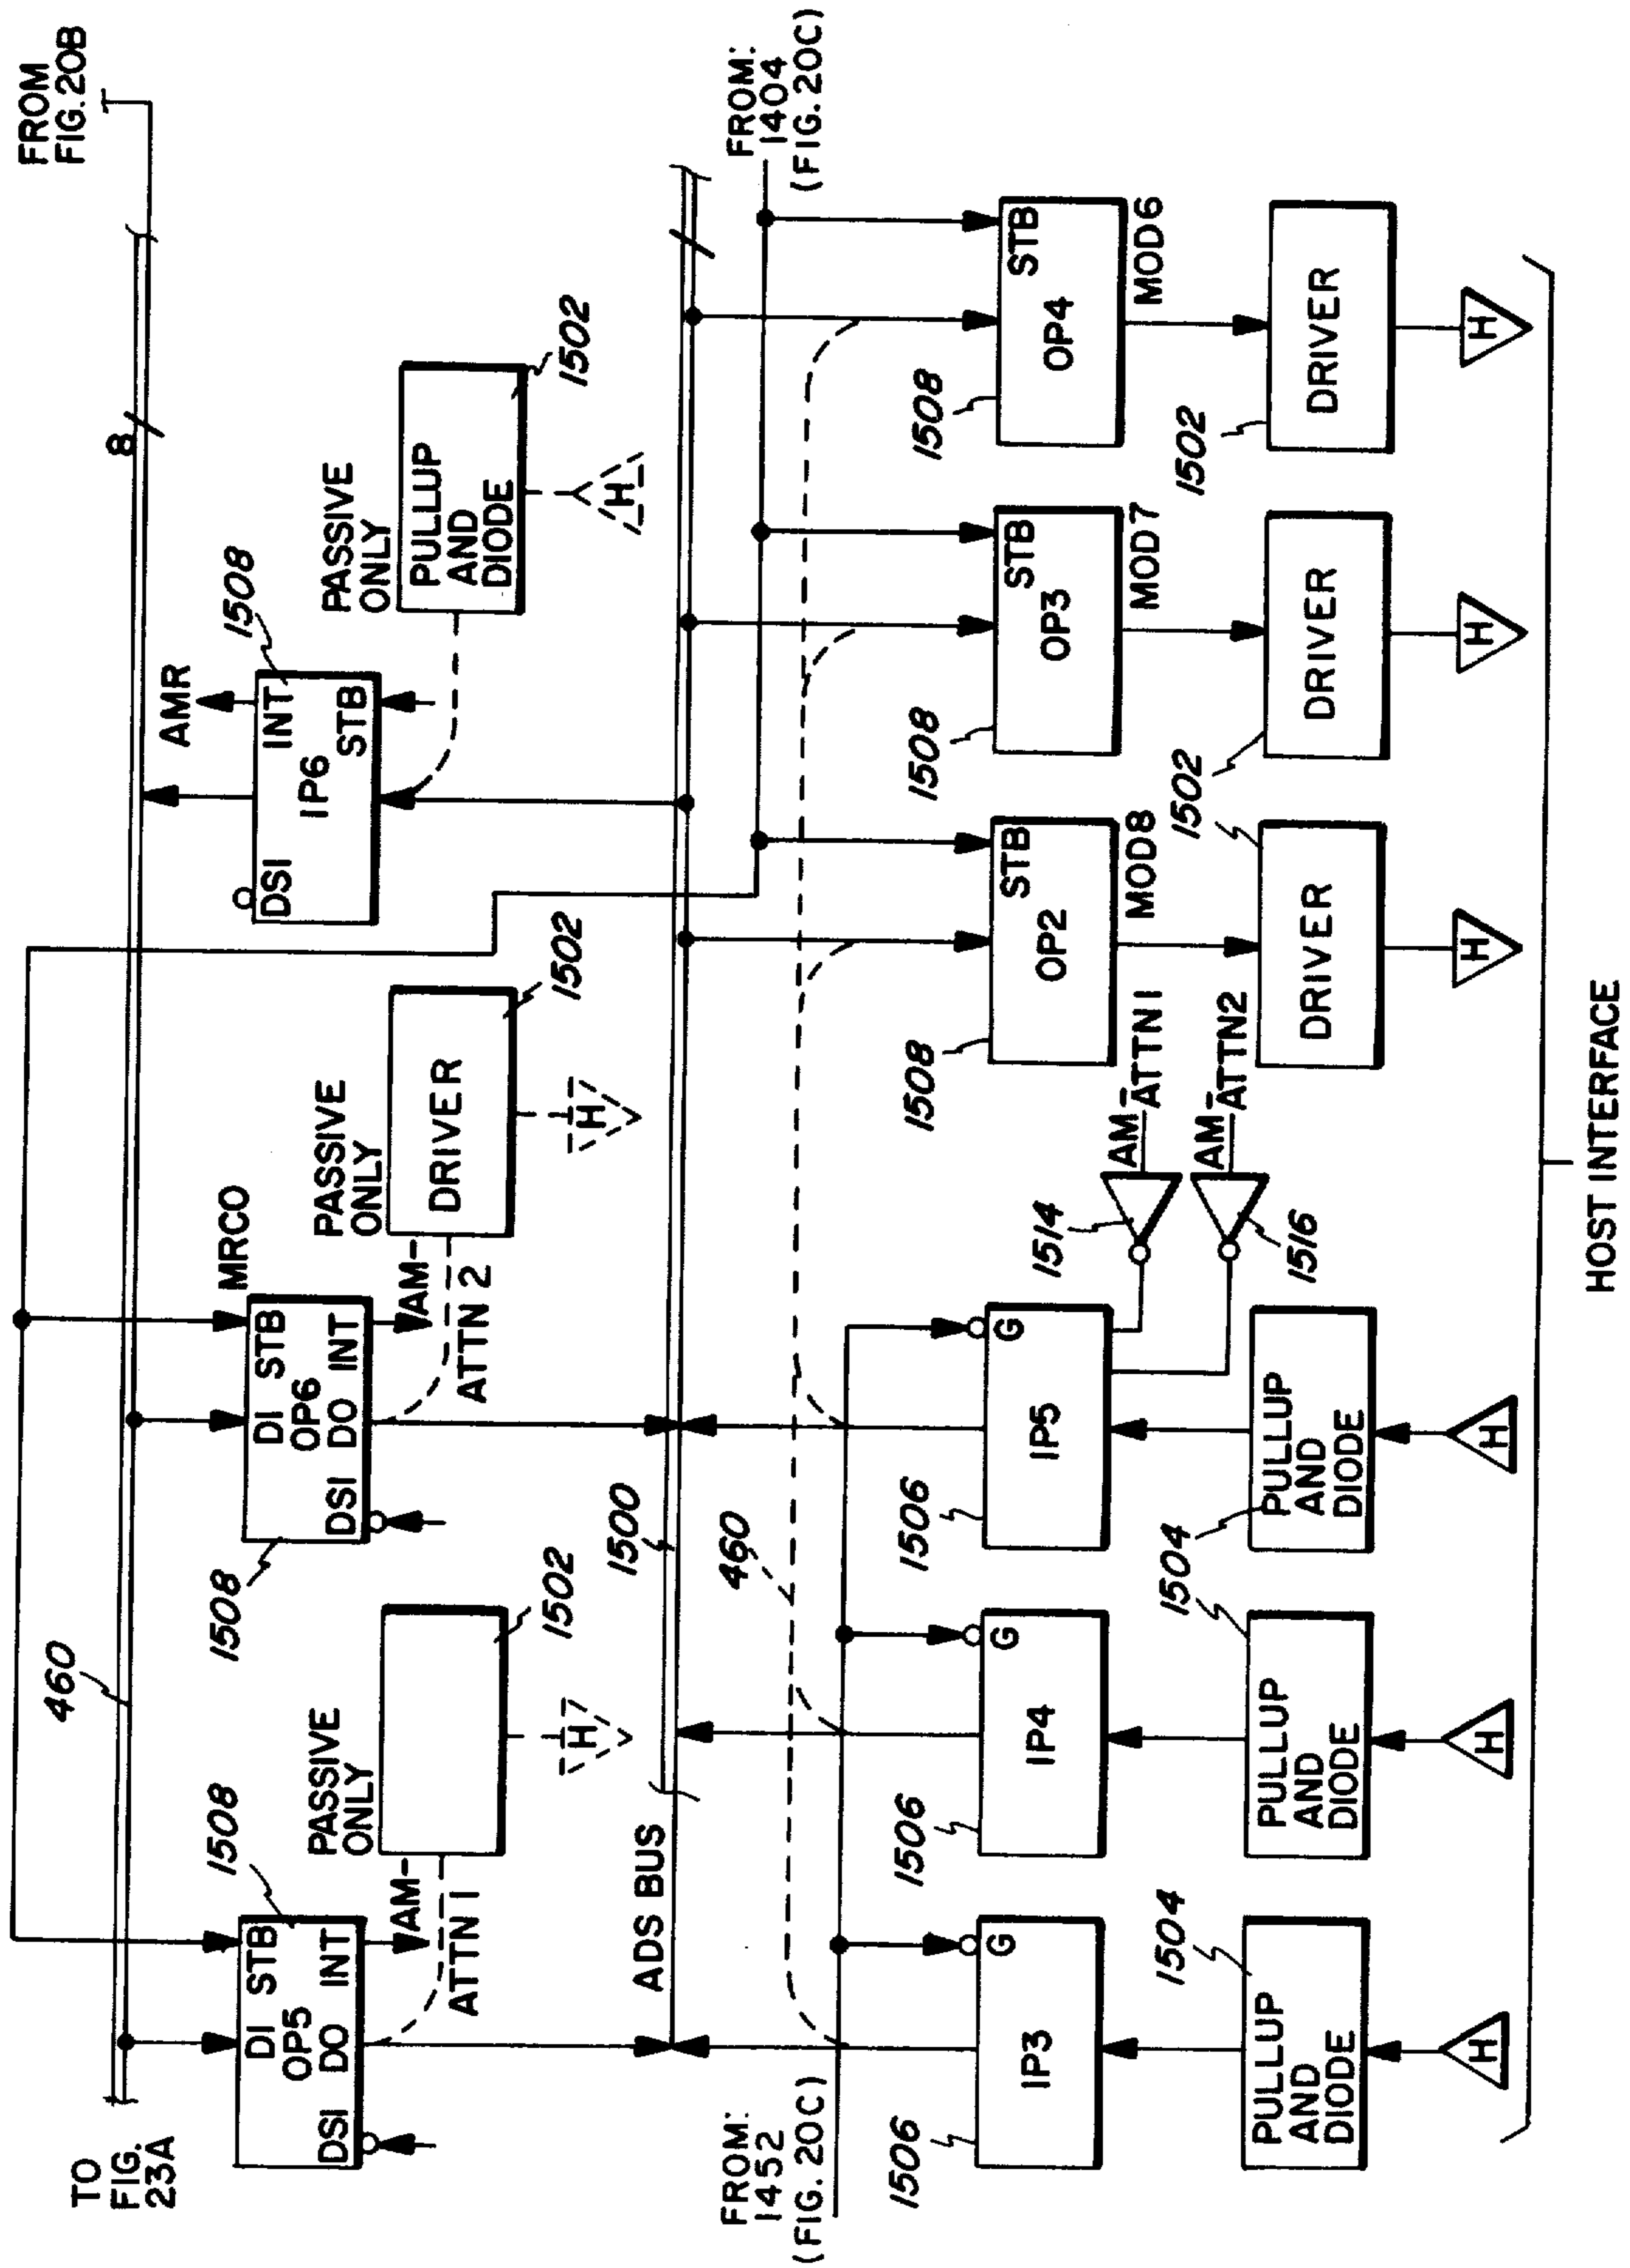 FROM
FIG. 20B
TO
FIG.
23A
460
8
1508
DI
STB
OP5
DSI
DO
INT
AM-
ATTN 1
PASSIVE
ONLY
1502
H
1508
MRCO
DI
STB
OP6
DSI
DO
INT
AM-
ATTN 2
PASSIVE
ONLY
DRIVER
1502
H
AMR
1508
DSI
INT
IP6
STB
PASSIVE
ONLY
PULLUP
AND
DIODE
1502
H
ADS BUS
1500
FROM:
1404
(FIG. 20C)
460
FROM:
1452
(FIG. 20C)
1506
G
IP3
1506
G
IP4
1506
G
IP5
1514
AM-
ATTN1
1516
AM-
ATTN2
1508
STB
OP2
MOD8
1508
STB
OP3
MOD7
1508
STB
OP4
MOD6
1504
PULLUP
AND
DIODE
1504
PULLUP
AND
DIODE
1504
PULLUP
AND
DIODE
1502
DRIVER
1502
DRIVER
1502
DRIVER
H
H
H
H
H
H
HOST INTERFACE